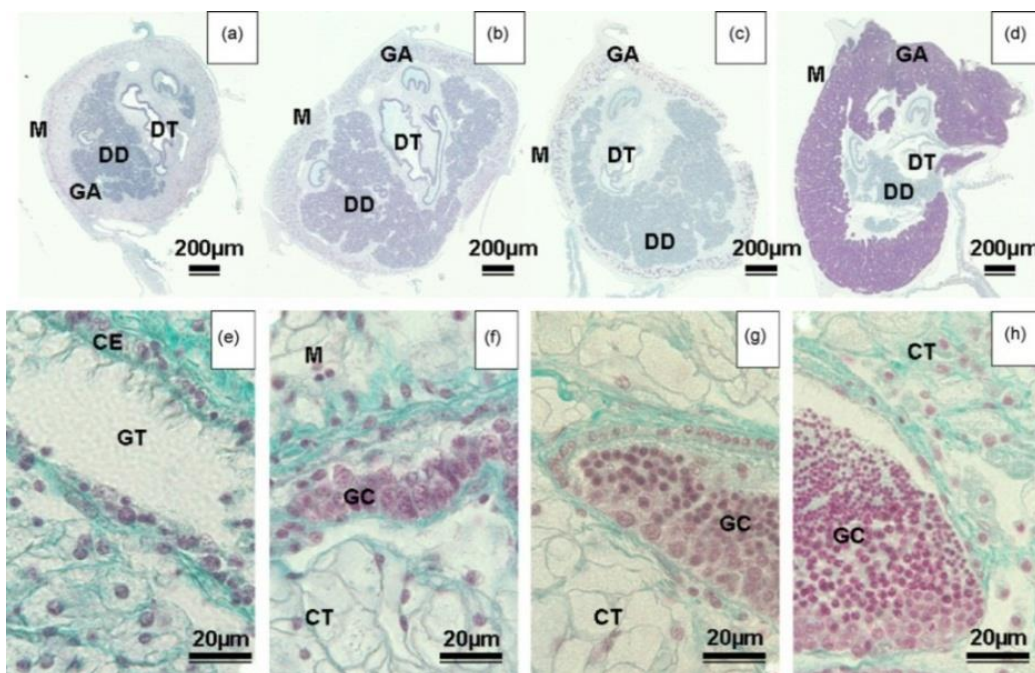 (a)
M
DT
DD
GA
200µm
(b)
GA
M
DT
DD
200µm
(c)
GA
M
DT
DD
200µm
(d)
M
GA
DT
DD
200µm
(e)
CE
GT
20µm
(f)
M
GC
CT
20µm
(g)
GC
CT
20µm
(h)
CT
GC
20µm